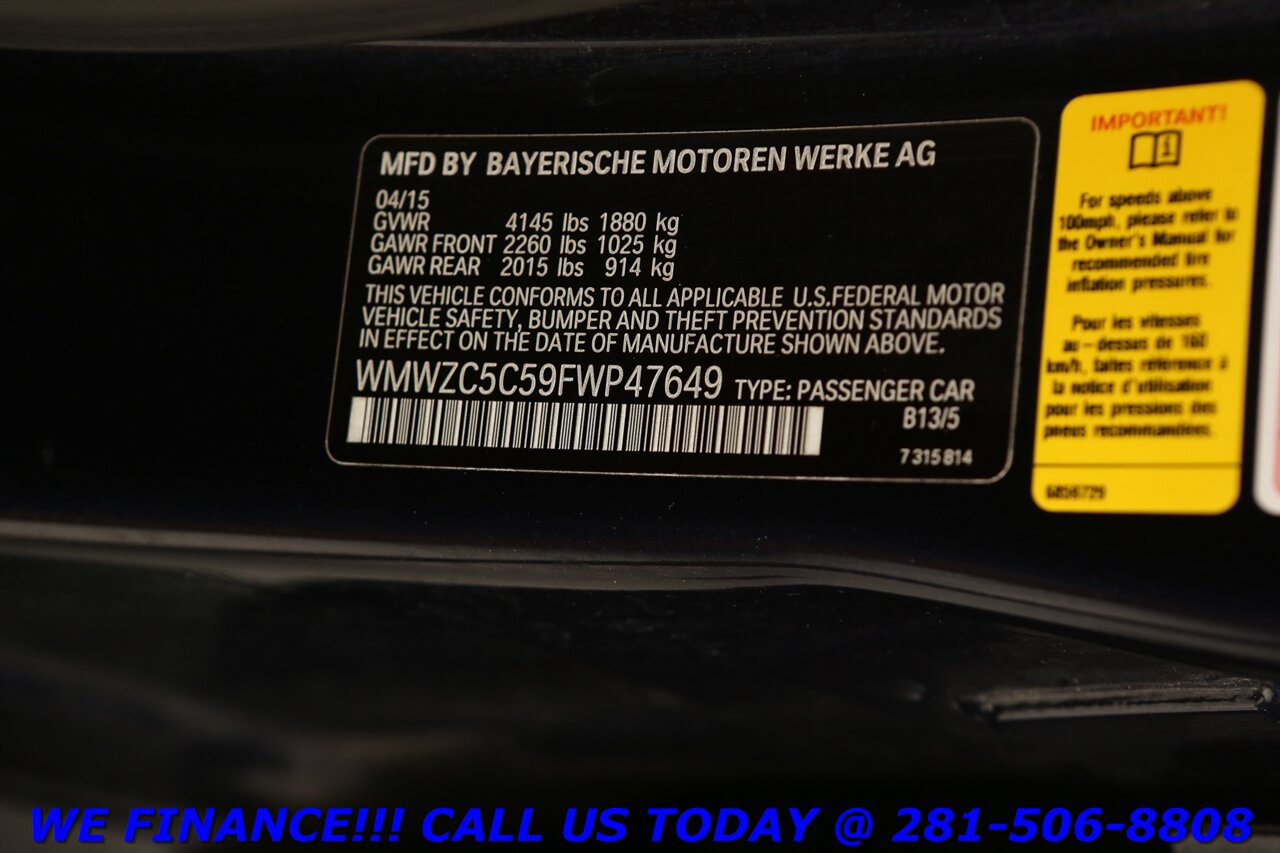 MFD BY BAYERISCHE MOTOREN WERKE AG
04/15
GVWR 4145 lbs 1880 kg
GAWR FRONT 2260 lbs 1025 kg
GAWR REAR 2015 lbs 914 kg
THIS VEHICLE CONFORMS TO ALL APPLICABLE U.S.FEDERAL MOTOR
VEHICLE SAFETY, BUMPER AND THEFT PREVENTION STANDARDS
IN EFFECT ON THE DATE OF MANUFACTURE SHOWN ABOVE.
WMWZC5C59FWP47649 TYPE: PASSENGER CAR
B13/5
7 315 814
IMPORTANT!
For speeds above
100mph, please refer to
the Owner's Manual for
recommended tire
inflation pressures.
Pour les vitesses
au-dessus de 160
km/h, faites référence à
la notice d'utilisation
pour les pressions des
pneus recommandées.
6856729
WE FINANCE!!! CALL US TODAY @ 281-506-8808